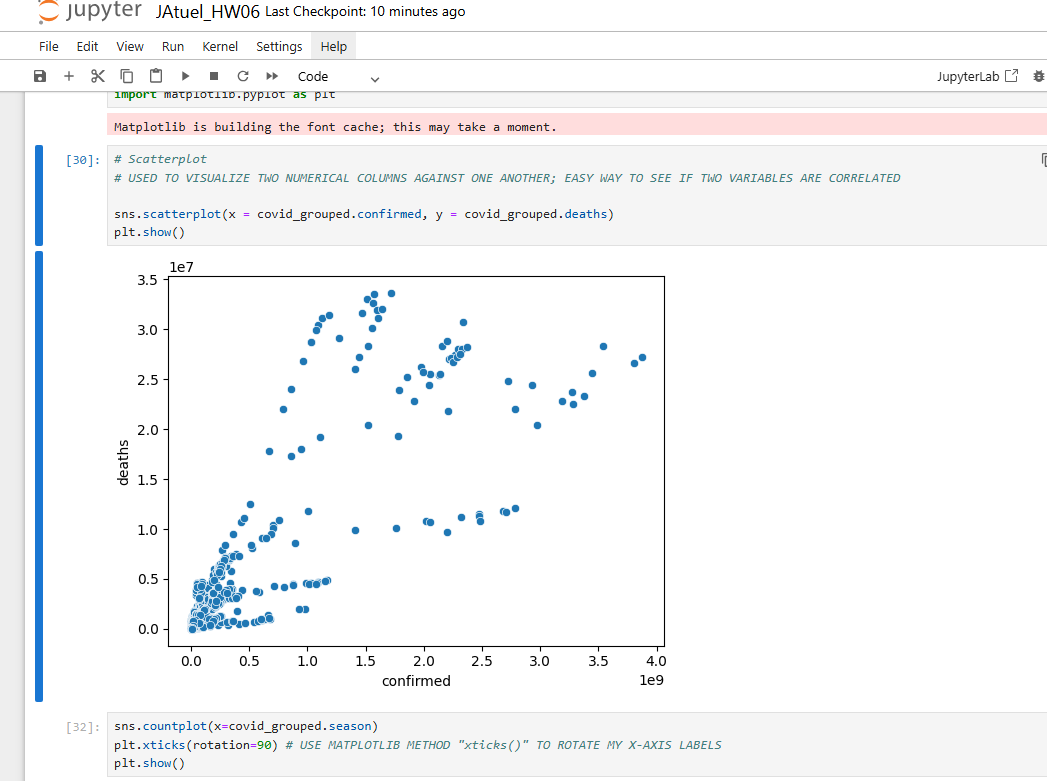 jupyter JAtuel_HW06 Last Checkpoint: 10 minutes ago
File Edit View Run Kernel Settings Help
Code JupyterLab
import matplotlib.pyplot as plt
Matplotlib is building the font cache; this may take a moment.
[30]: # Scatterplot
# USED TO VISUALIZE TWO NUMERICAL COLUMNS AGAINST ONE ANOTHER; EASY WAY TO SEE IF TWO VARIABLES ARE CORRELATED
sns.scatterplot(x = covid_grouped.confirmed, y = covid_grouped.deaths)
plt.show()
1e7
3.5
3.0
2.5
2.0
1.5
1.0
0.5
0.0
deaths
0.0 0.5 1.0 1.5 2.0 2.5 3.0 3.5 4.0
confirmed 1e9
[32]: sns.countplot(x=covid_grouped.season)
plt.xticks(rotation=90) # USE MATPLOTLIB METHOD "xticks()" TO ROTATE MY X-AXIS LABELS
plt.show()